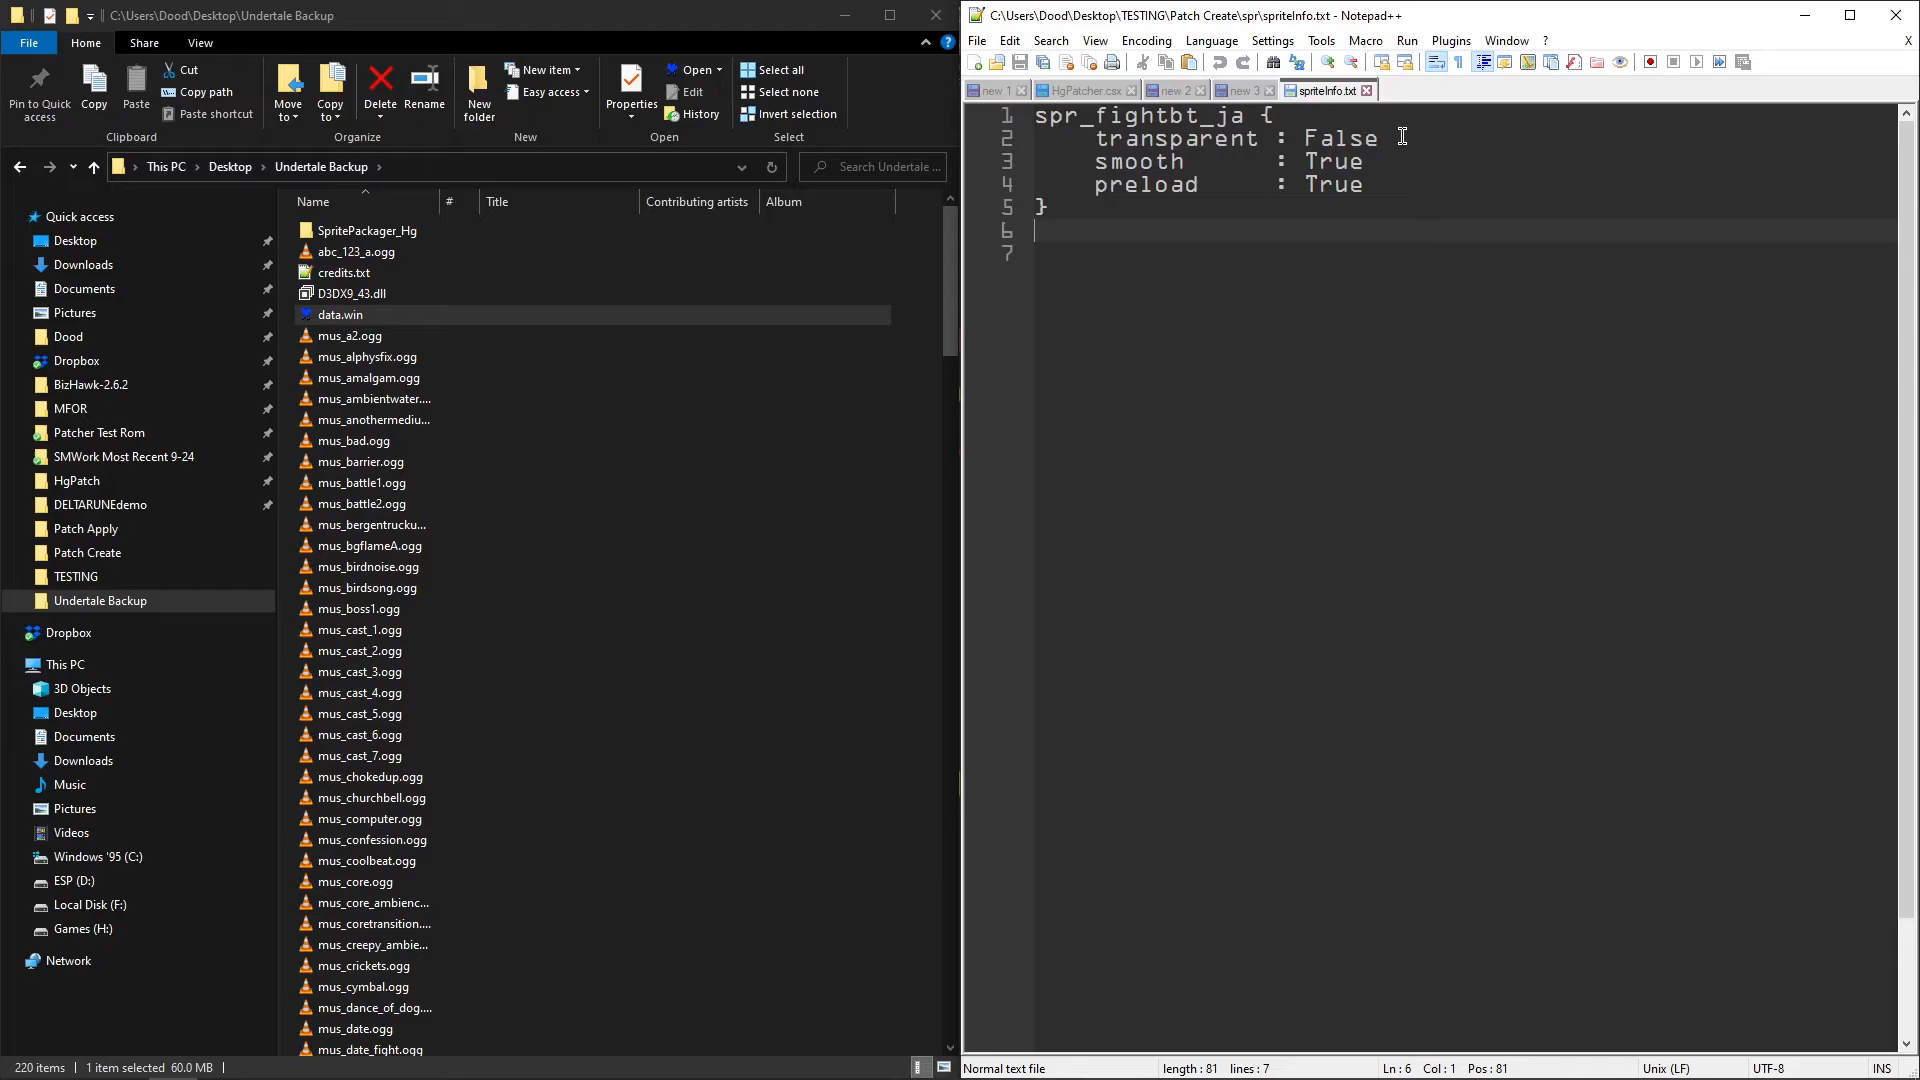 C:\Users\Dood\Desktop\Undertale Backup
File Home Share View
Pin to Quick access
Copy
Paste
Cut
Copy path
Paste shortcut
Clipboard
Move to
Copy to
Delete
Rename
Organize
New folder
New item
Easy access
New
Properties
Open
Edit
History
Open
Select all
Select none
Invert selection
Select
This PC > Desktop > Undertale Backup >
Search Undertale ...
Name # Title Contributing artists Album
Quick access
Desktop
Downloads
Documents
Pictures
Dood
Dropbox
BizHawk-2.6.2
MFOR
Patcher Test Rom
SMWork Most Recent 9-24
HgPatch
DELTARUNEdemo
Patch Apply
Patch Create
TESTING
Undertale Backup
Dropbox
This PC
3D Objects
Desktop
Documents
Downloads
Music
Pictures
Videos
Windows '95 (C:)
ESP (D:)
Local Disk (F:)
Games (H:)
Network
SpritePackager_Hg
abc_123_a.ogg
credits.txt
D3DX9_43.dll
data.win
mus_a2.ogg
mus_alphysfix.ogg
mus_amalgam.ogg
mus_ambientwater....
mus_anothermediu...
mus_bad.ogg
mus_barrier.ogg
mus_battle1.ogg
mus_battle2.ogg
mus_bergentrucku...
mus_bgflameA.ogg
mus_birdnoise.ogg
mus_birdsong.ogg
mus_boss1.ogg
mus_cast_1.ogg
mus_cast_2.ogg
mus_cast_3.ogg
mus_cast_4.ogg
mus_cast_5.ogg
mus_cast_6.ogg
mus_cast_7.ogg
mus_chokedup.ogg
mus_churchbell.ogg
mus_computer.ogg
mus_confession.ogg
mus_coolbeat.ogg
mus_core.ogg
mus_core_ambienc...
mus_coretransition....
mus_creepy_ambie...
mus_crickets.ogg
mus_cymbal.ogg
mus_dance_of_dog....
mus_date.ogg
mus_date_fight.ogg
220 items 1 item selected 60.0 MB
C:\Users\Dood\Desktop\TESTING\Patch Create\spr\spriteInfo.txt - Notepad++
File Edit Search View Encoding Language Settings Tools Macro Run Plugins Window ? X
new 1 HgPatcher.csx new 2 new 3 spriteInfo.txt
1 spr_fightbt_ja {
2 transparent : False
3 smooth : True
4 preload : True
5 }
6
7
Normal text file length : 81 lines : 7 Ln : 6 Col : 1 Pos : 81 Unix (LF) UTF-8 INS